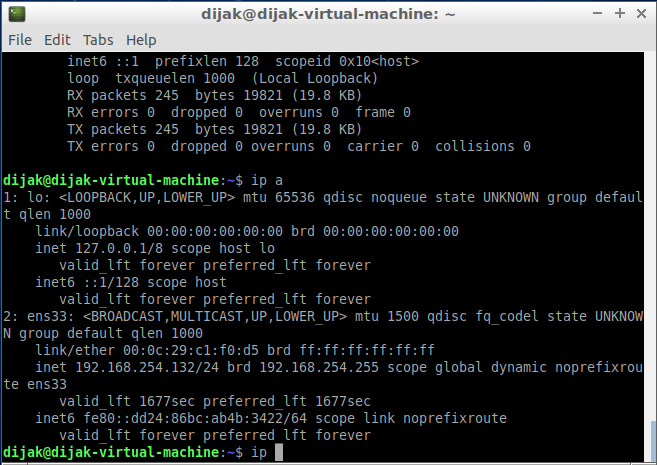 dijak@dijak-virtual-machine: ~
File Edit Tabs Help
inet6 ::1  prefixlen 128  scopeid 0x10<host>
loop  txqueuelen 1000  (Local Loopback)
RX packets 245  bytes 19821 (19.8 KB)
RX errors 0  dropped 0  overruns 0  frame 0
TX packets 245  bytes 19821 (19.8 KB)
TX errors 0  dropped 0 overruns 0  carrier 0  collisions 0
dijak@dijak-virtual-machine:~$ ip a
1: lo: <LOOPBACK,UP,LOWER_UP> mtu 65536 qdisc noqueue state UNKNOWN group defaul
t qlen 1000
link/loopback 00:00:00:00:00:00 brd 00:00:00:00:00:00
inet 127.0.0.1/8 scope host lo
valid_lft forever preferred_lft forever
inet6 ::1/128 scope host
valid_lft forever preferred_lft forever
2: ens33: <BROADCAST,MULTICAST,UP,LOWER_UP> mtu 1500 qdisc fq_codel state UNKNOW
N group default qlen 1000
link/ether 00:0c:29:c1:f0:d5 brd ff:ff:ff:ff:ff:ff
inet 192.168.254.132/24 brd 192.168.254.255 scope global dynamic noprefixrou
te ens33
valid_lft 1677sec preferred_lft 1677sec
inet6 fe80::dd24:86bc:ab4b:3422/64 scope link noprefixroute
valid_lft forever preferred_lft forever
dijak@dijak-virtual-machine:~$ ip